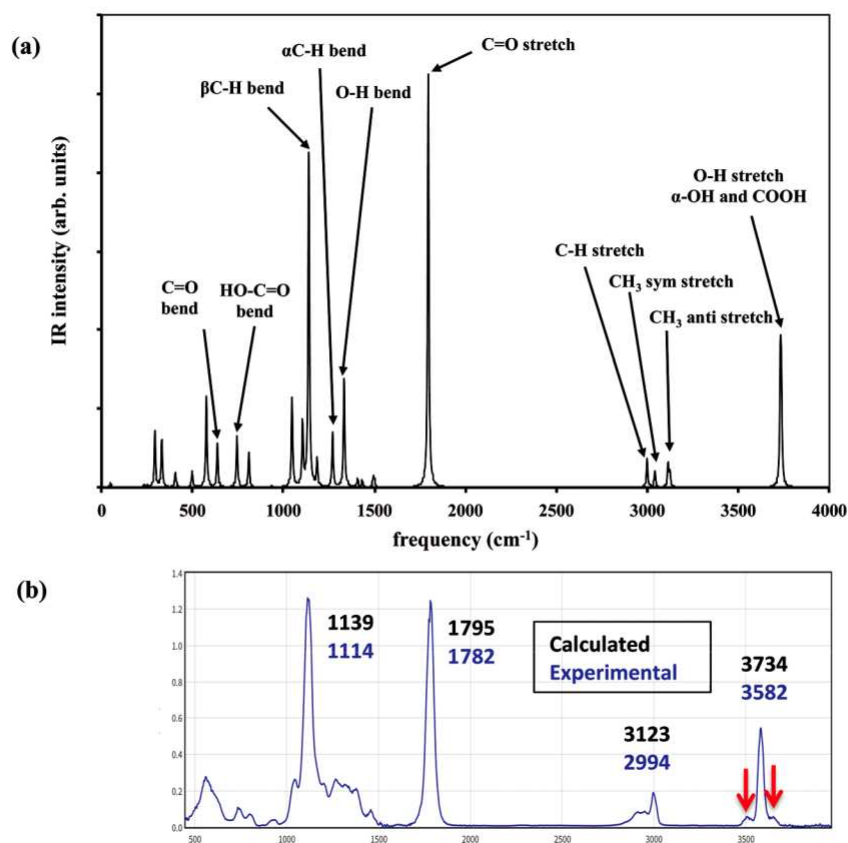 (a)
αC-H bend
C=O stretch
βC-H bend
O-H bend
O-H stretch
α-OH and COOH
C-H stretch
CH₃ sym stretch
C=O
bend
HO-C=O
bend
CH₃ anti stretch
IR intensity (arb. units)
0
500
1000
1500
2000
2500
3000
3500
4000
frequency (cm⁻¹)
(b)
1.4
1.2
1.0
0.8
0.6
0.4
0.2
0.0
1139
1114
1795
1782
Calculated
Experimental
3734
3582
3123
2994
500
1000
1500
2000
2500
3000
3500